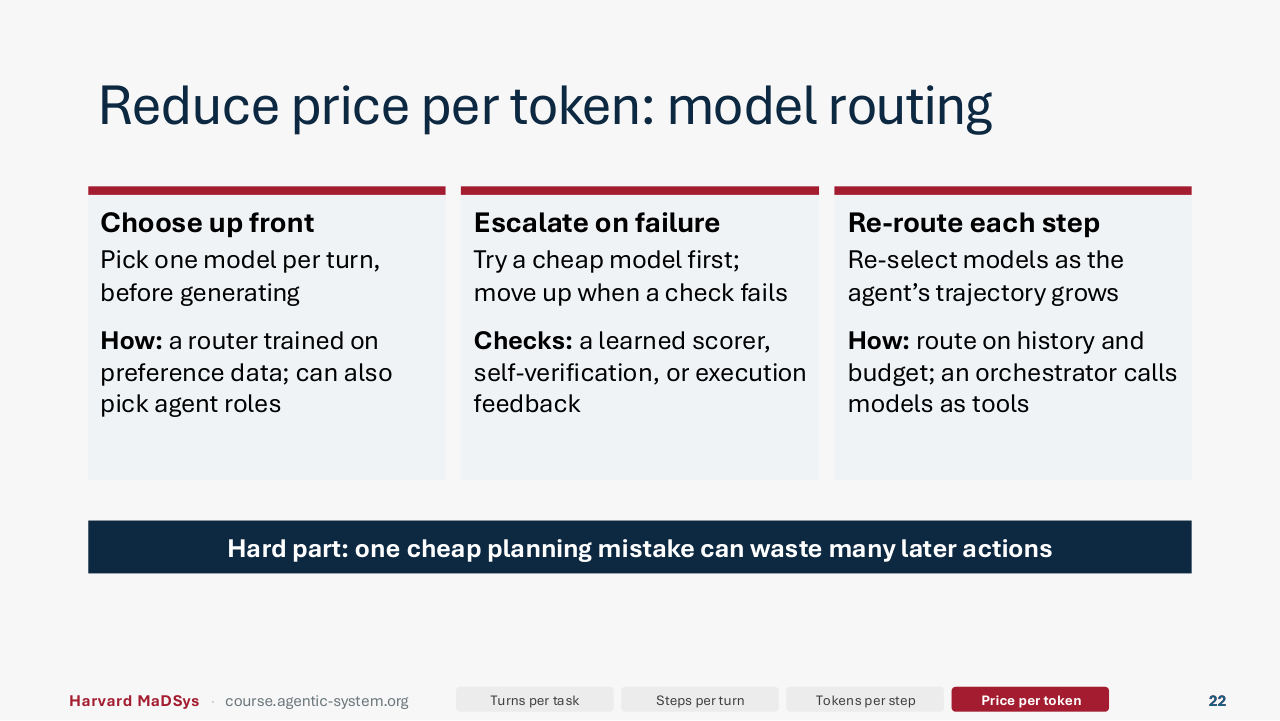 Reduce price per token: model routing
Choose up front
Pick one model per turn,
before generating
How: a router trained on
preference data; can also
pick agent roles
Escalate on failure
Try a cheap model first;
move up when a check fails
Checks: a learned scorer,
self-verification, or execution
feedback
Re-route each step
Re-select models as the
agent’s trajectory grows
How: route on history and
budget; an orchestrator calls
models as tools
Hard part: one cheap planning mistake can waste many later actions
Harvard MaDSys · course.agentic-system.org
Turns per task
Steps per turn
Tokens per step
Price per token
22